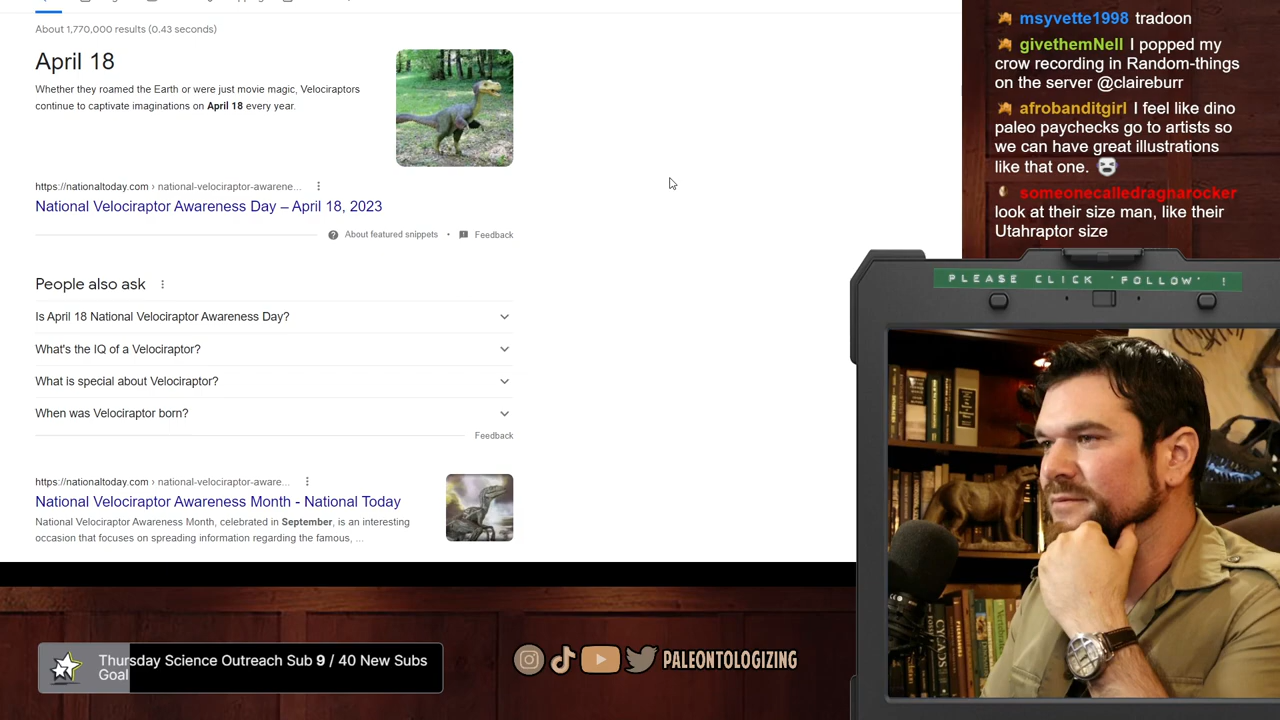 About 1,770,000 results (0.43 seconds)
April 18
Whether they roamed the Earth or were just movie magic, Velociraptors
continue to captivate imaginations on April 18 every year.
https://nationaltoday.com › national-velociraptor-awarene...
National Velociraptor Awareness Day – April 18, 2023
About featured snippets • Feedback
People also ask
Is April 18 National Velociraptor Awareness Day?
What's the IQ of a Velociraptor?
What is special about Velociraptor?
When was Velociraptor born?
Feedback
https://nationaltoday.com › national-velociraptor-aware...
National Velociraptor Awareness Month - National Today
National Velociraptor Awareness Month, celebrated in September, is an interesting
occasion that focuses on spreading information regarding the famous, ...
msyvette1998 tradoon
givethemNell I popped my
crow recording in Random-things
on the server @claireburr
afrobanditgirl I feel like dino
paleo paychecks go to artists so
we can have great illustrations
like that one.
someonecalledragnarocker
look at their size man, like their
Utahraptor size
PLEASE CLICK 'FOLLOW' !
CYCADS
Thursday Science Outreach Sub 9 / 40 New Subs
Goal
PALEONTOLOGIZING